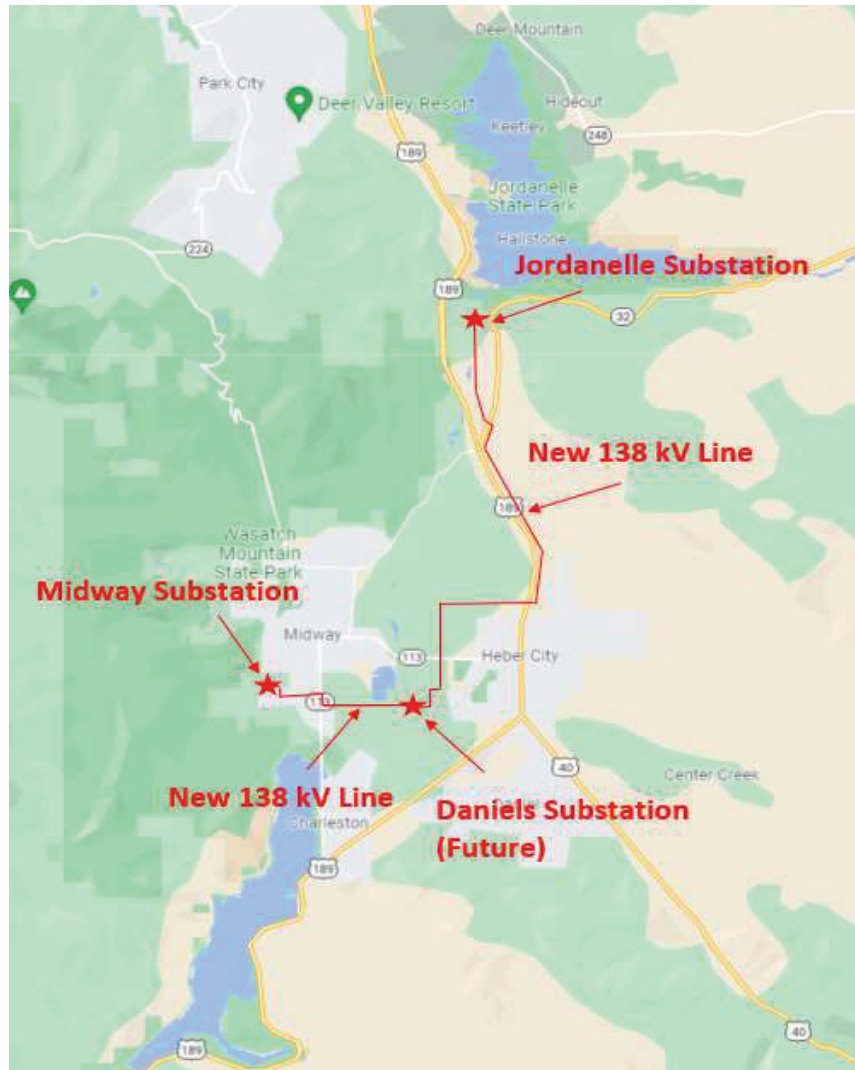 Deer Mountain
Park City
Deer Valley Resort
Hideout
Keetley
248
189
Jordanelle
State Park
Hailstone
224
Jordanelle Substation
189
32
New 138 kV Line
189
Wasatch
Mountain
State Park
Midway Substation
Midway
113
Heber City
113
New 138 kV Line
40
Center Creek
Daniels Substation
(Future)
Charleston
189
40
189